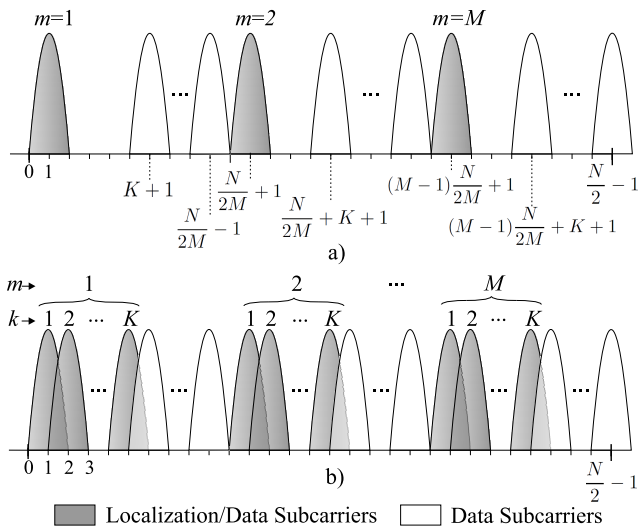 m=1 m=2 m=M
... ... ...
0 1 K + 1 N/2M − 1 N/2M + 1 N/2M + K + 1 (M − 1) N/2M + 1 (M − 1) N/2M + K + 1 N/2 − 1
a)
m→ 1 2 ... M
k→ 1 2 ... K 1 2 ... K 1 2 ... K
... ... ... ... ... ...
0 1 2 3 N/2 − 1
b)
Localization/Data Subcarriers Data Subcarriers